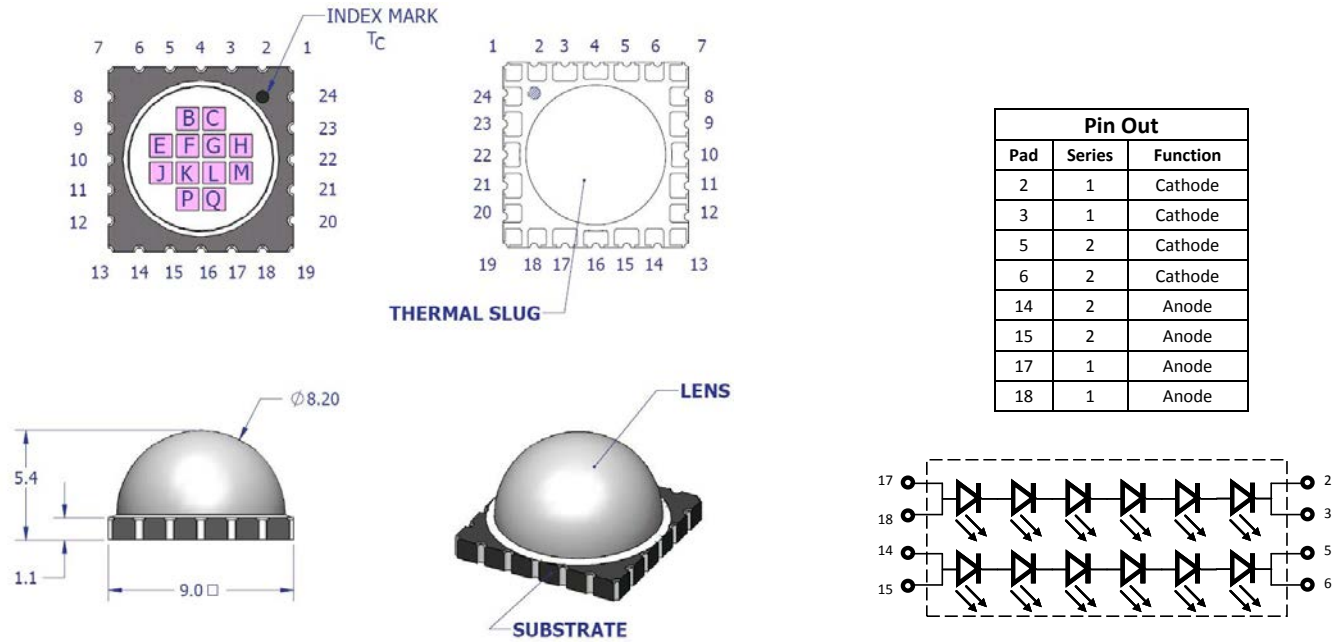 INDEX MARK
TC
7 6 5 4 3 2 1
8 24
9 23
10 22
11 21
12 20
13 14 15 16 17 18 19
B C
E F G H
J K L M
P Q
1 2 3 4 5 6 7
24 8
23 9
22 10
21 11
20 12
19 18 17 16 15 14 13
THERMAL SLUG
Pin Out
Pad Series Function
2 1 Cathode
3 1 Cathode
5 2 Cathode
6 2 Cathode
14 2 Anode
15 2 Anode
17 1 Anode
18 1 Anode
∅8.20
5.4
1.1
9.0 □
LENS
SUBSTRATE
17 2
18 3
14 5
15 6